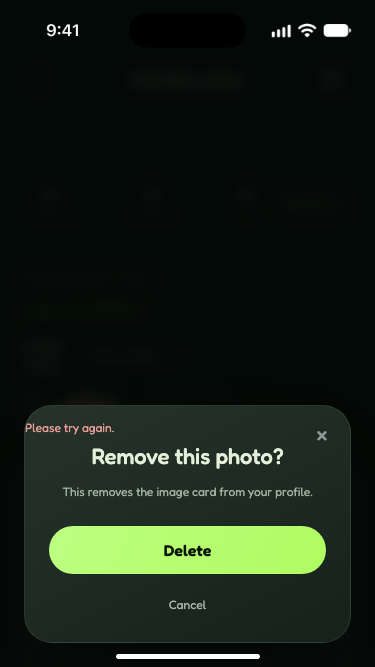 9:41
Please try again.
Remove this photo?
This removes the image card from your profile.
Delete
Cancel